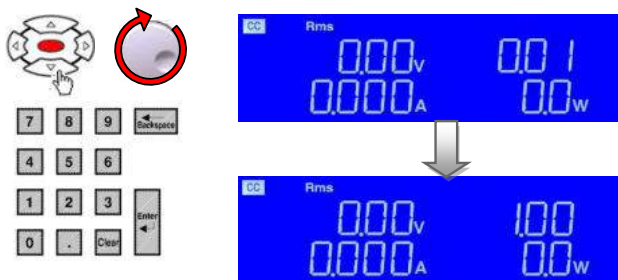 CC Rms
0.00V 0.01
0.000A 0.0W
7 8 9 Backspace
4 5 6
1 2 3 Enter
0 . Clear
CC Rms
0.00V 1.00
0.000A 0.0W